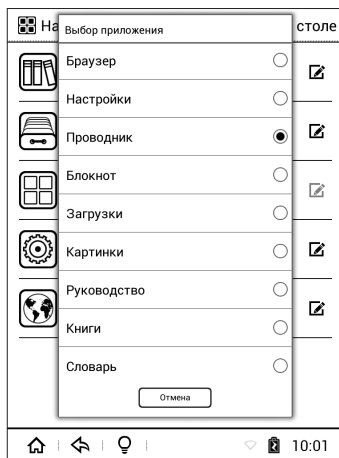 На
столе
Выбор приложения
Браузер
Настройки
Проводник
Блокнот
Загрузки
Картинки
Руководство
Книги
Словарь
Отмена
10:01